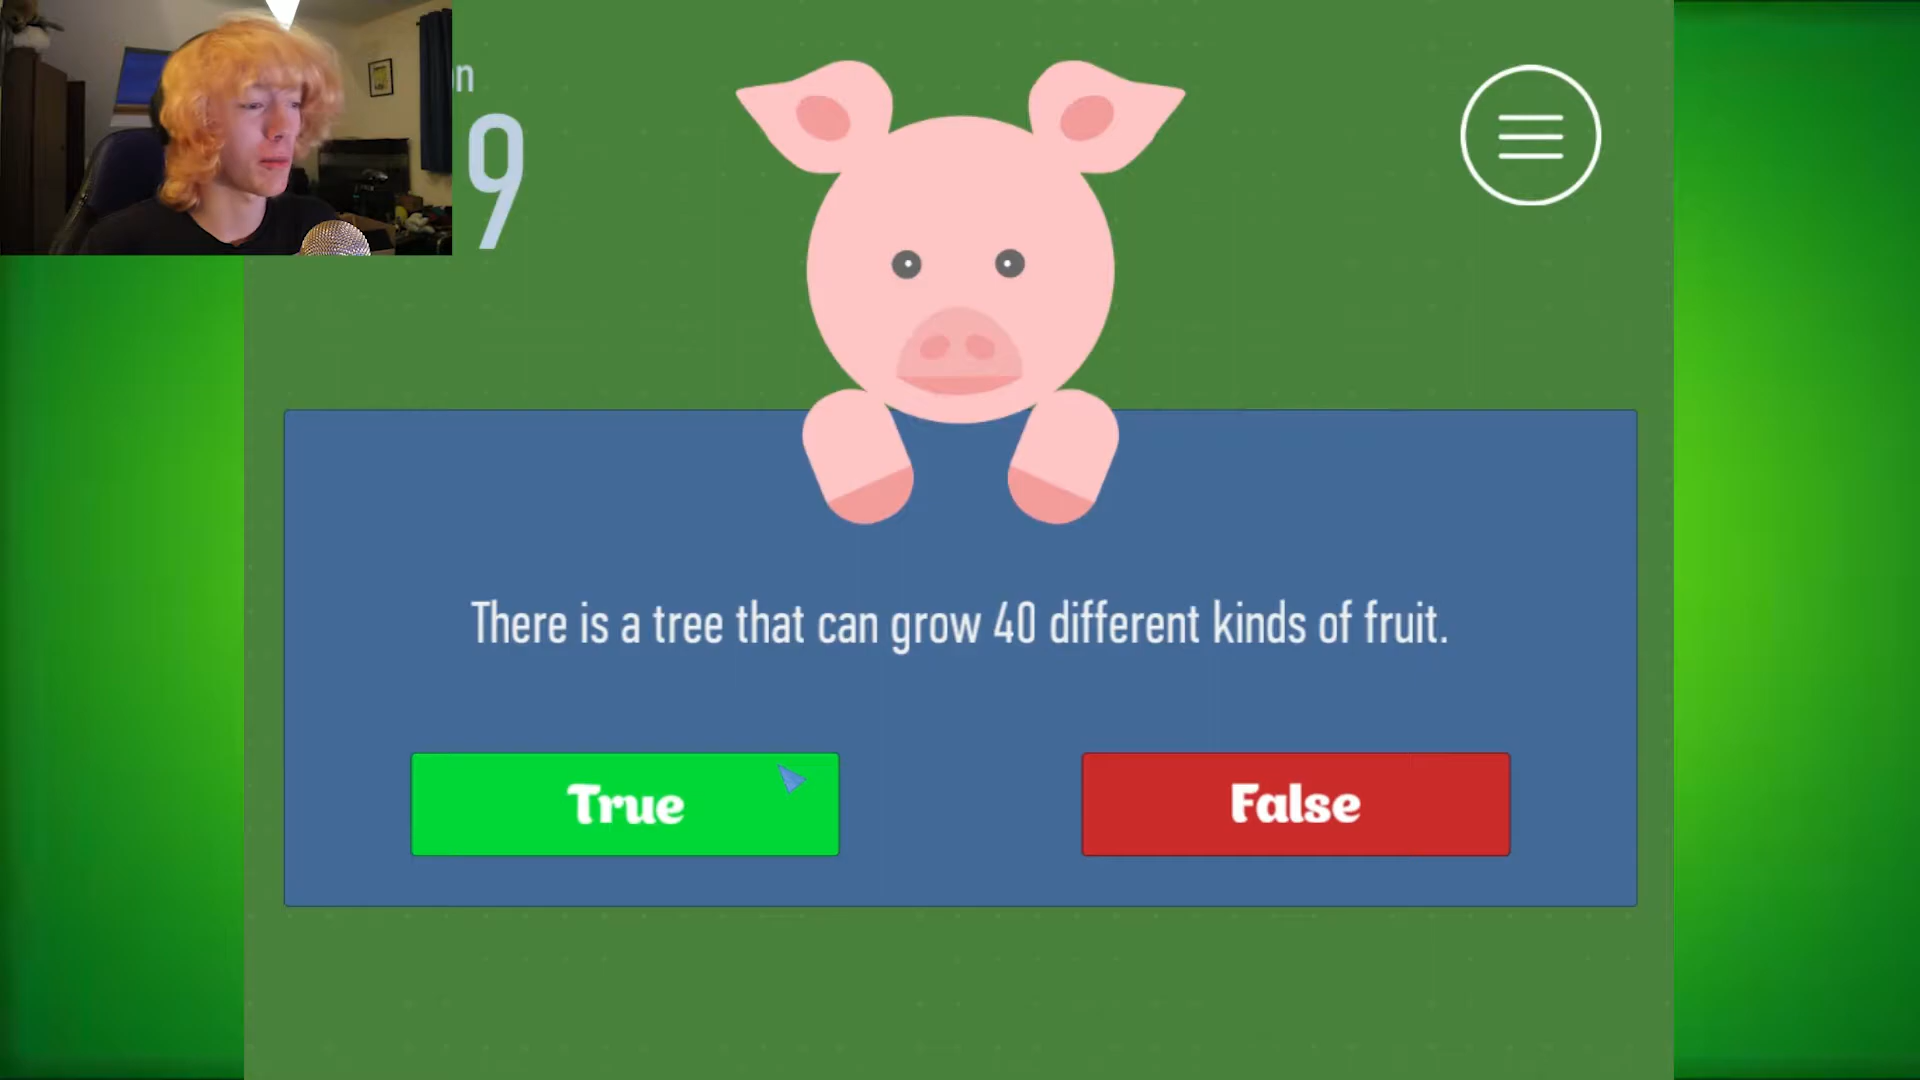 n
9
There is a tree that can grow 40 different kinds of fruit.
True
False